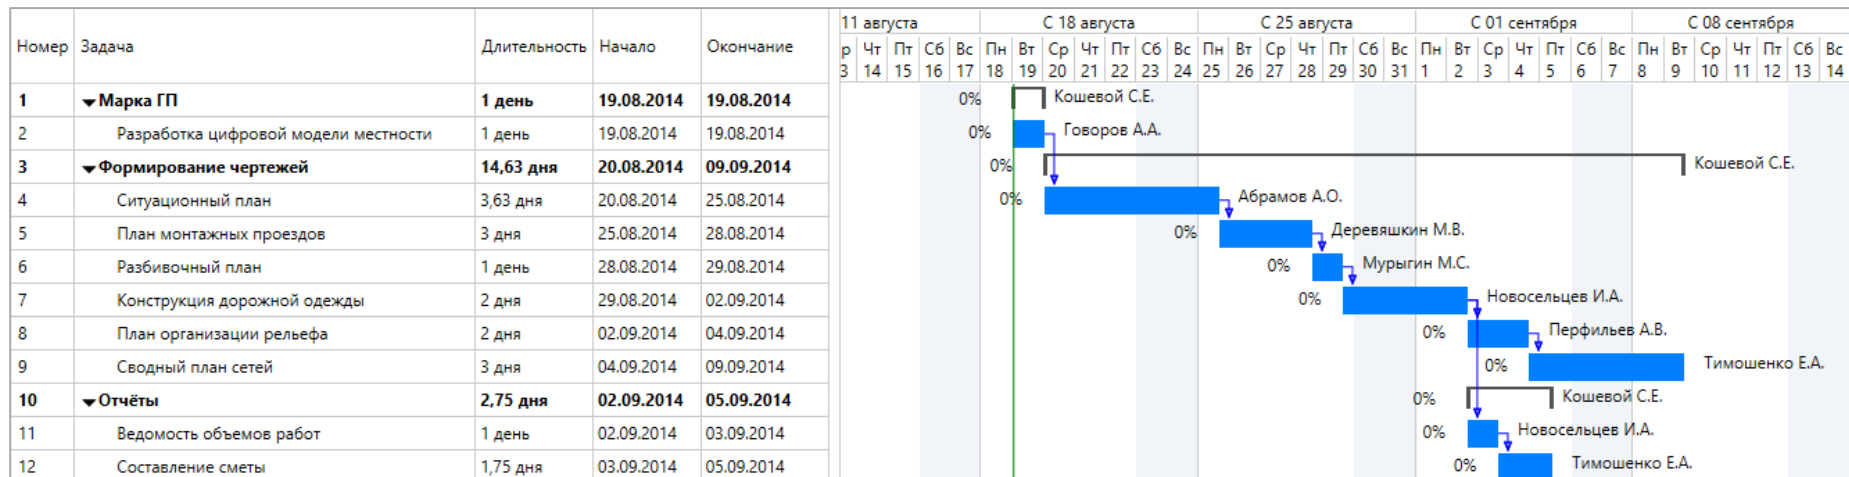 11 августа С 18 августа С 25 августа С 01 сентября С 08 сентября
Номер Задача Длительность Начало Окончание
р Чт Пт Сб Вс Пн Вт Ср Чт Пт Сб Вс Пн Вт Ср Чт Пт Сб Вс Пн Вт Ср Чт Пт Сб Вс Пн Вт Ср Чт Пт Сб Вс
3 14 15 16 17 18 19 20 21 22 23 24 25 26 27 28 29 30 31 1 2 3 4 5 6 7 8 9 10 11 12 13 14
1 Марка ГП 1 день 19.08.2014 19.08.2014 0% Кошевой С.Е.
2 Разработка цифровой модели местности 1 день 19.08.2014 19.08.2014 0% Говоров А.А.
3 Формирование чертежей 14,63 дня 20.08.2014 09.09.2014 0% Кошевой С.Е.
4 Ситуационный план 3,63 дня 20.08.2014 25.08.2014 0% Абрамов А.О.
5 План монтажных проездов 3 дня 25.08.2014 28.08.2014 0% Деревяшкин М.В.
6 Разбивочный план 1 день 28.08.2014 29.08.2014 0% Мурыгин М.С.
7 Конструкция дорожной одежды 2 дня 29.08.2014 02.09.2014 0% Новосельцев И.А.
8 План организации рельефа 2 дня 02.09.2014 04.09.2014 0% Перфильев А.В.
9 Сводный план сетей 3 дня 04.09.2014 09.09.2014 0% Тимошенко Е.А.
10 Отчёты 2,75 дня 02.09.2014 05.09.2014 0% Кошевой С.Е.
11 Ведомость объемов работ 1 день 02.09.2014 03.09.2014 0% Новосельцев И.А.
12 Составление сметы 1,75 дня 03.09.2014 05.09.2014 0% Тимошенко Е.А.